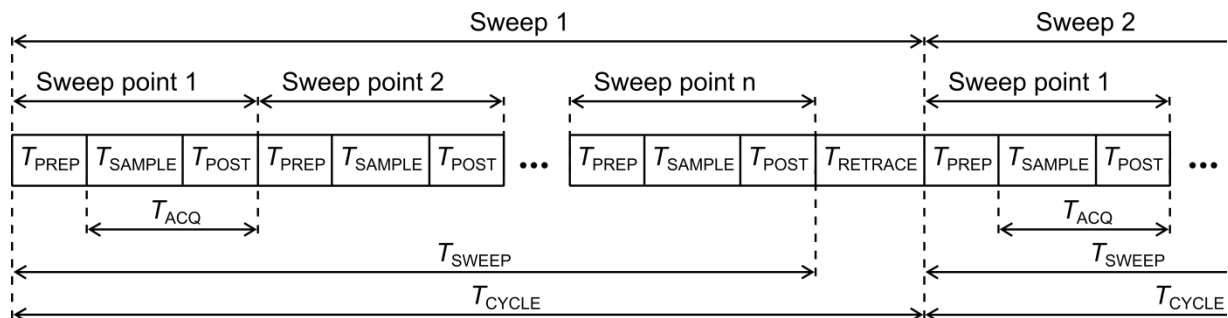 Sweep 1 Sweep 2
Sweep point 1 Sweep point 2 Sweep point n Sweep point 1
TPREP TSAMPLE TPOST TPREP TSAMPLE TPOST ••• TPREP TSAMPLE TPOST TRETRACE TPREP TSAMPLE TPOST •••
TACQ TACQ
TSWEEP TSWEEP
TCYCLE TCYCLE